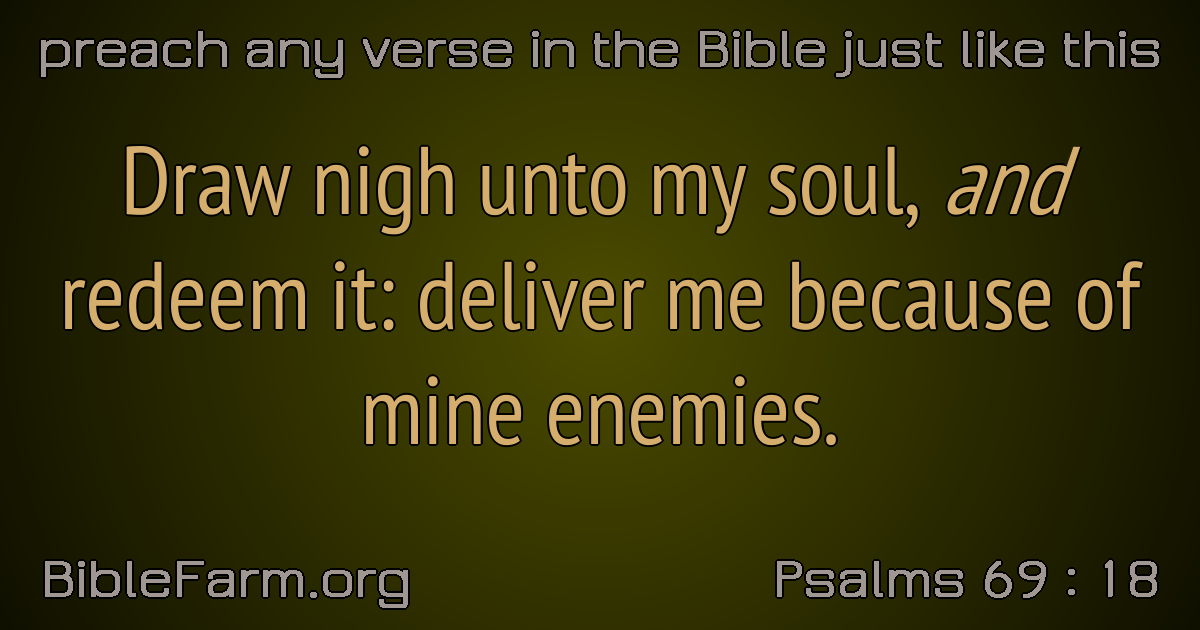 preach any verse in the Bible just like this
Draw nigh unto my soul, and
redeem it: deliver me because of
mine enemies.
BibleFarm.org
Psalms 69 : 18